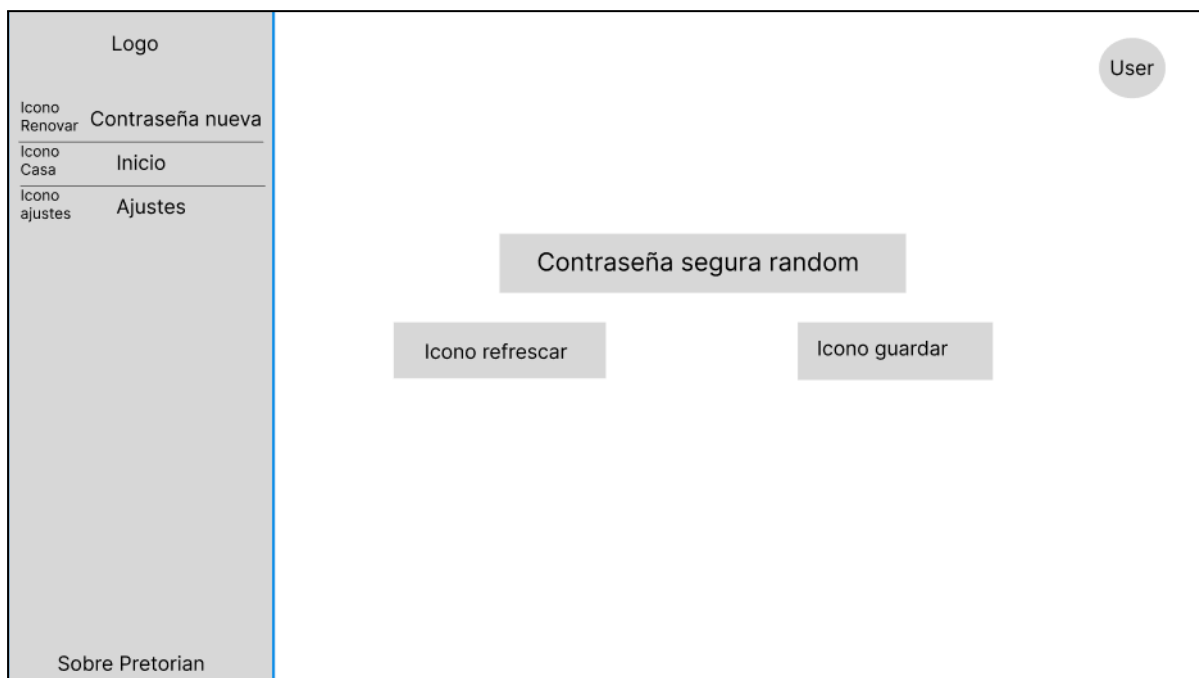 Logo
User
Icono
Renovar
Contraseña nueva
Icono
Casa
Inicio
Icono
ajustes
Ajustes
Contraseña segura random
Icono refrescar
Icono guardar
Sobre Pretorian